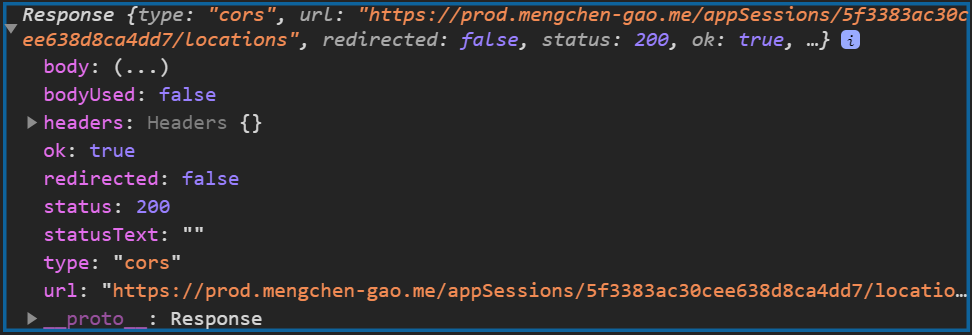 Response {type: "cors", url: "https://prod.mengchen-gao.me/appSessions/5f3383ac30c
ee638d8ca4dd7/locations", redirected: false, status: 200, ok: true, …} i
body: (...)
bodyUsed: false
headers: Headers {}
ok: true
redirected: false
status: 200
statusText: ""
type: "cors"
url: "https://prod.mengchen-gao.me/appSessions/5f3383ac30cee638d8ca4dd7/locatio…
__proto__: Response